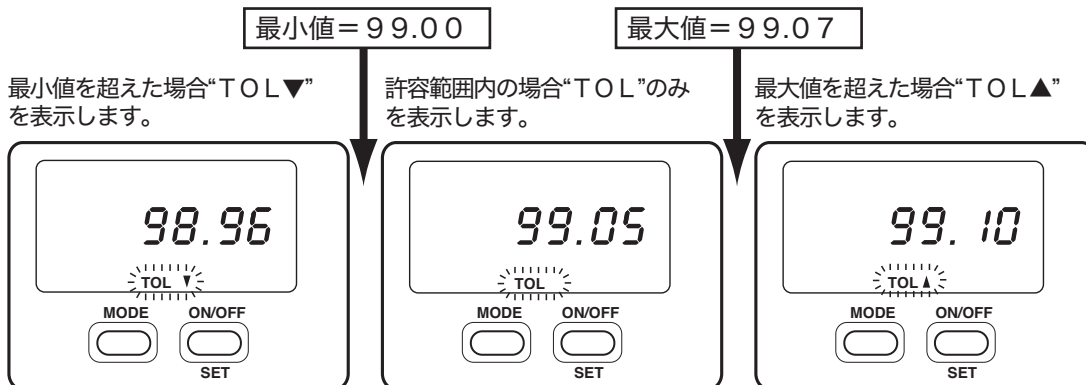 最小値＝９９.００
最大値＝９９.０７
最小値を超えた場合“ＴＯＬ▼”
を表示します。
許容範囲内の場合“ＴＯＬ”のみ
を表示します。
最大値を超えた場合“ＴＯＬ▲”
を表示します。
98.96
TOL ▼
MODE ON/OFF
SET
99.05
TOL
MODE ON/OFF
SET
99.10
TOL ▲
MODE ON/OFF
SET